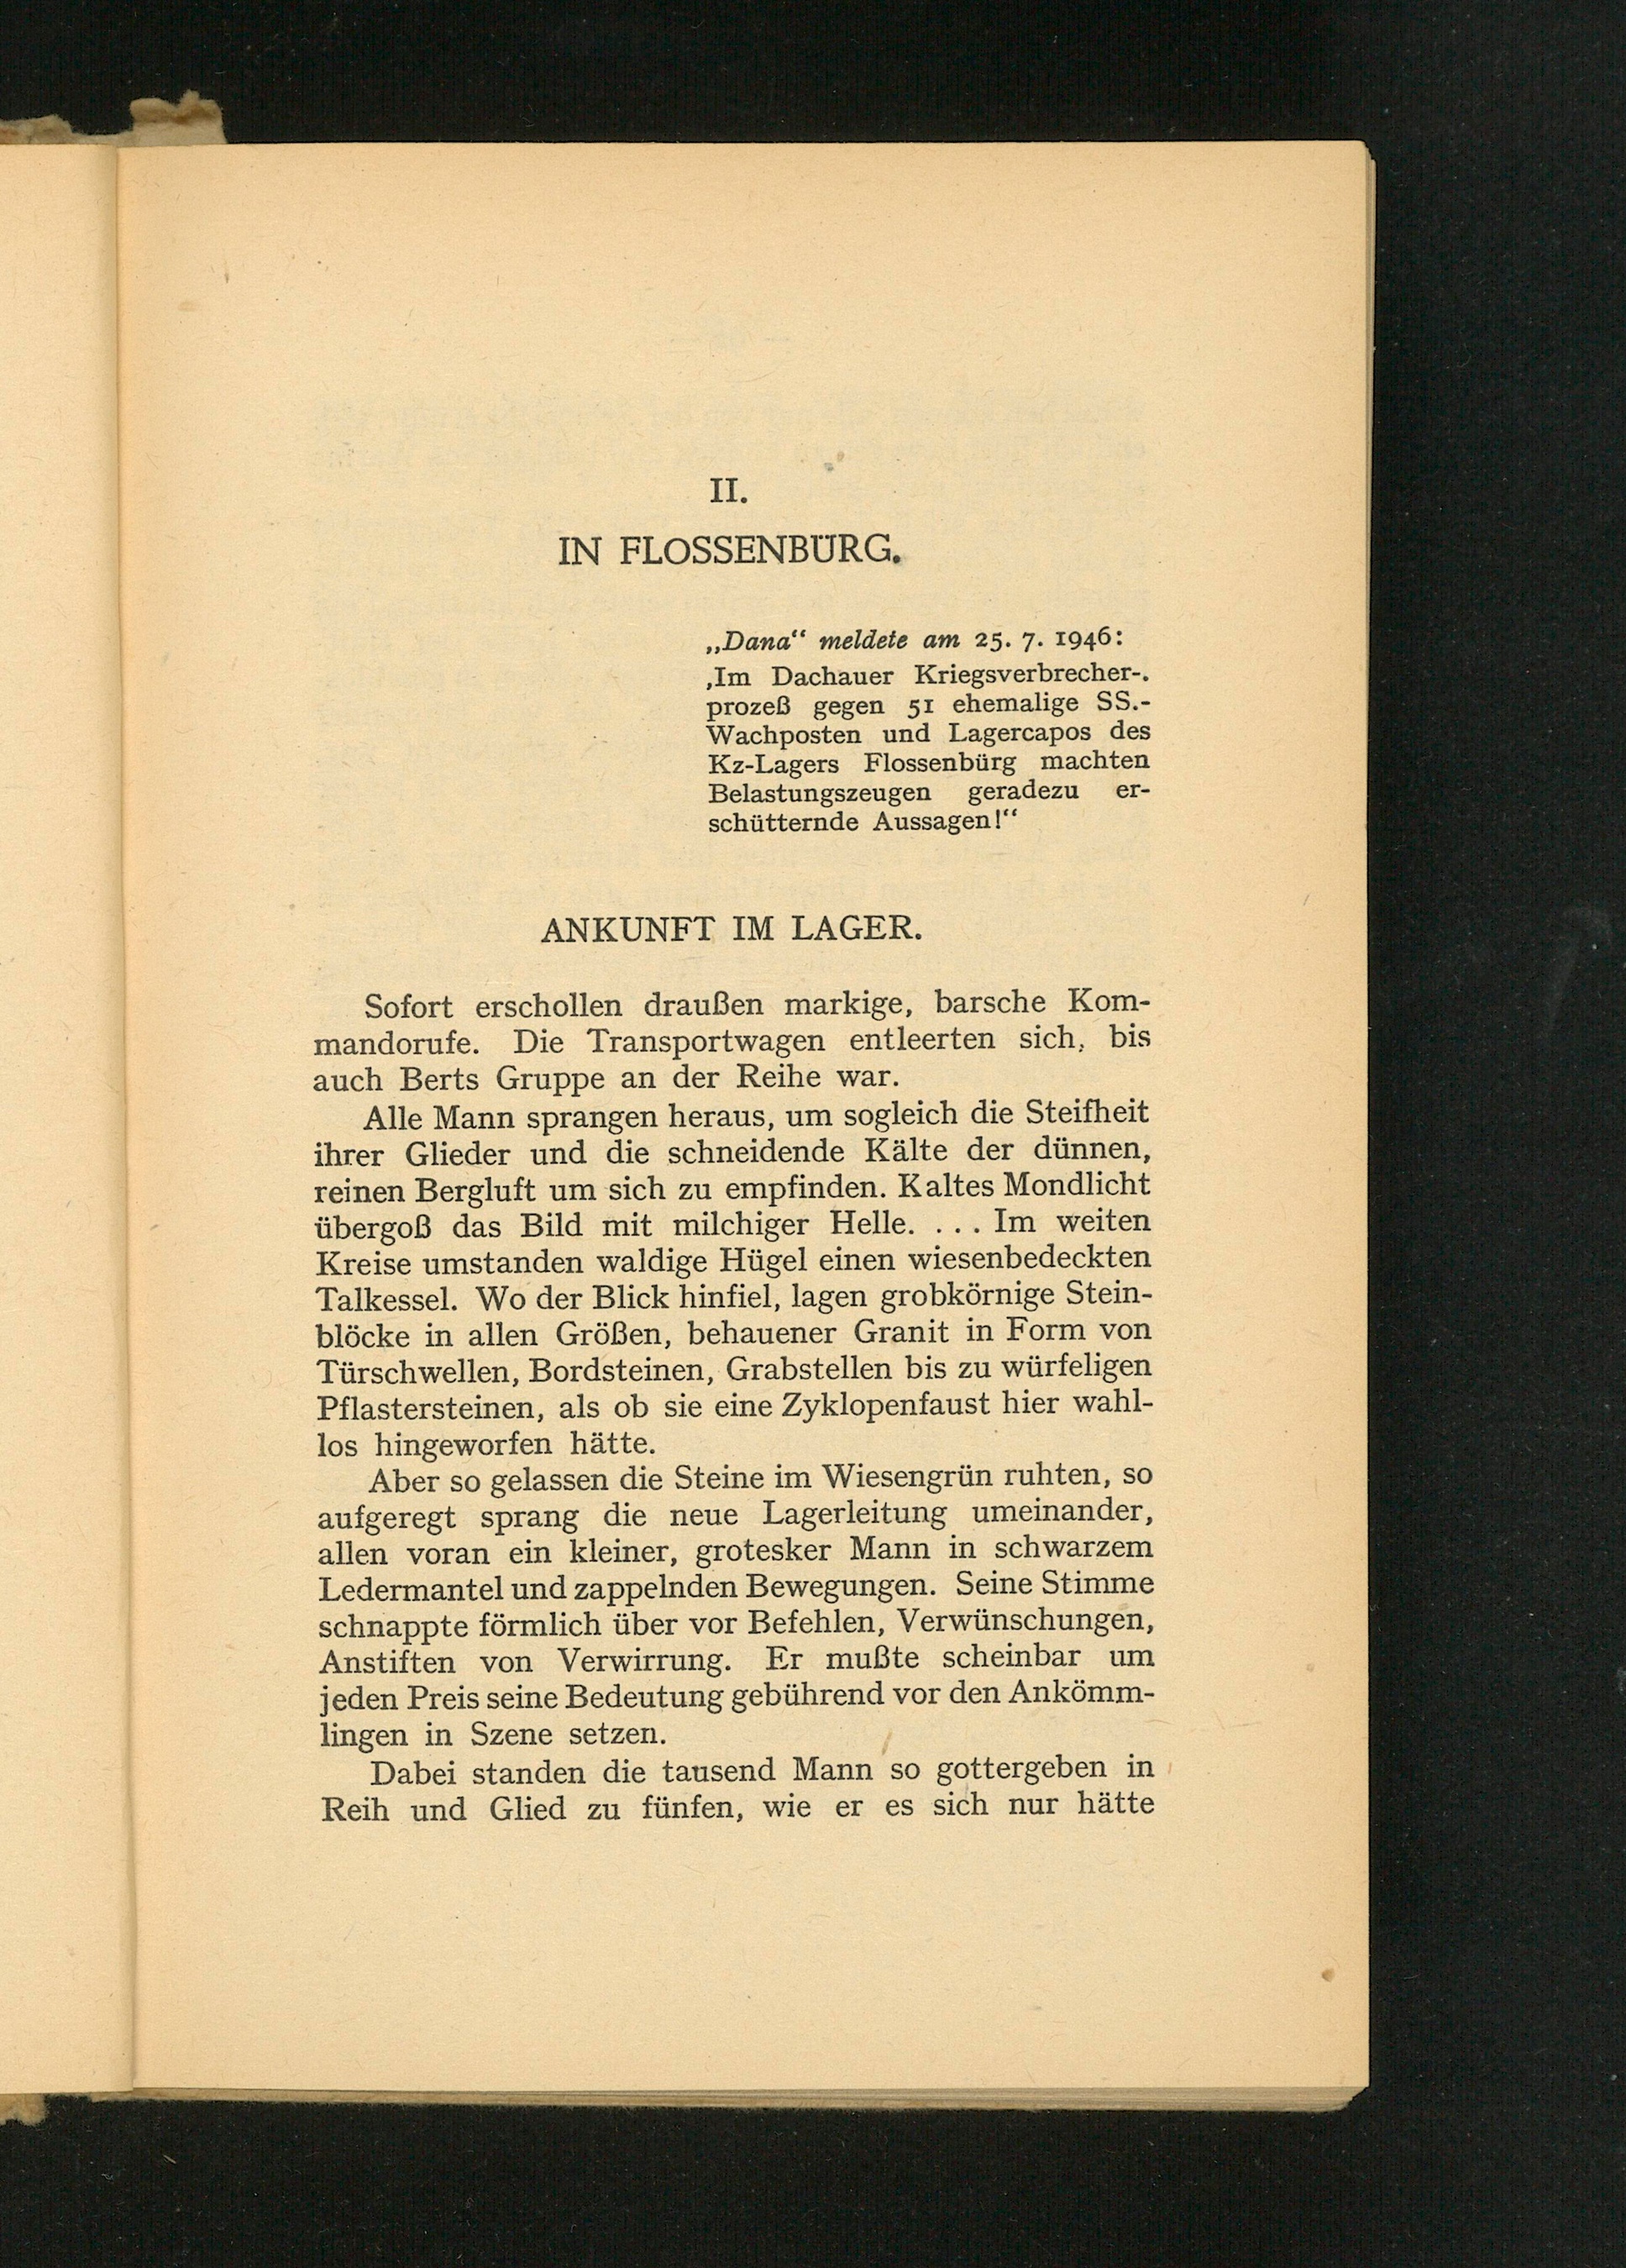 II.
IN FLOSSENBÜRG.
„Dana“ meldete am 25. 7. 1946:
‚Im Dachauer Kriegsverbrecher-.
prozeß gegen 51 ehemalige SS.-
Wachposten und Lagercapos des
Kz-Lagers Flossenbürg machten
Belastungszeugen geradezu er-
schütternde Aussagen!“
ANKUNFT IM LAGER.
Sofort erschollen draußen markige, barsche Kom-
mandorufe. Die Transportwagen entleerten sich, bis
auch Berts Gruppe an der Reihe war.
Alle Mann sprangen heraus, um sogleich die Steifheit
ihrer Glieder und die schneidende Kälte der dünnen,
reinen Bergluft um sich zu empfinden. Kaltes Mondlicht
übergoß das Bild mit milchiger Helle. ... Im weiten
Kreise umstanden waldige Hügel einen wiesenbedeckten
Talkessel. Wo der Blick hinfiel, lagen grobkörnige Stein-
blöcke in allen Größen, behauener Granit in Form von
Türschwellen, Bordsteinen, Grabstellen bis zu würfeligen
Pflastersteinen, als ob sie eine Zyklopenfaust hier wahl-
los hingeworfen hätte.
Aber so gelassen die Steine im Wiesengrün ruhten, so
aufgeregt sprang die neue Lagerleitung umeinander,
allen voran ein kleiner, grotesker Mann in schwarzem
Ledermantel und zappelnden Bewegungen. Seine Stimme
schnappte förmlich über vor Befehlen, Verwünschungen,
Anstiften von Verwirrung. Er mußte scheinbar um
jeden Preis seine Bedeutung gebührend vor den Ankömm-
lingen in Szene setzen.
Dabei standen die tausend Mann so gottergeben in
Reih und Glied zu fünfen, wie er es sich nur hätte